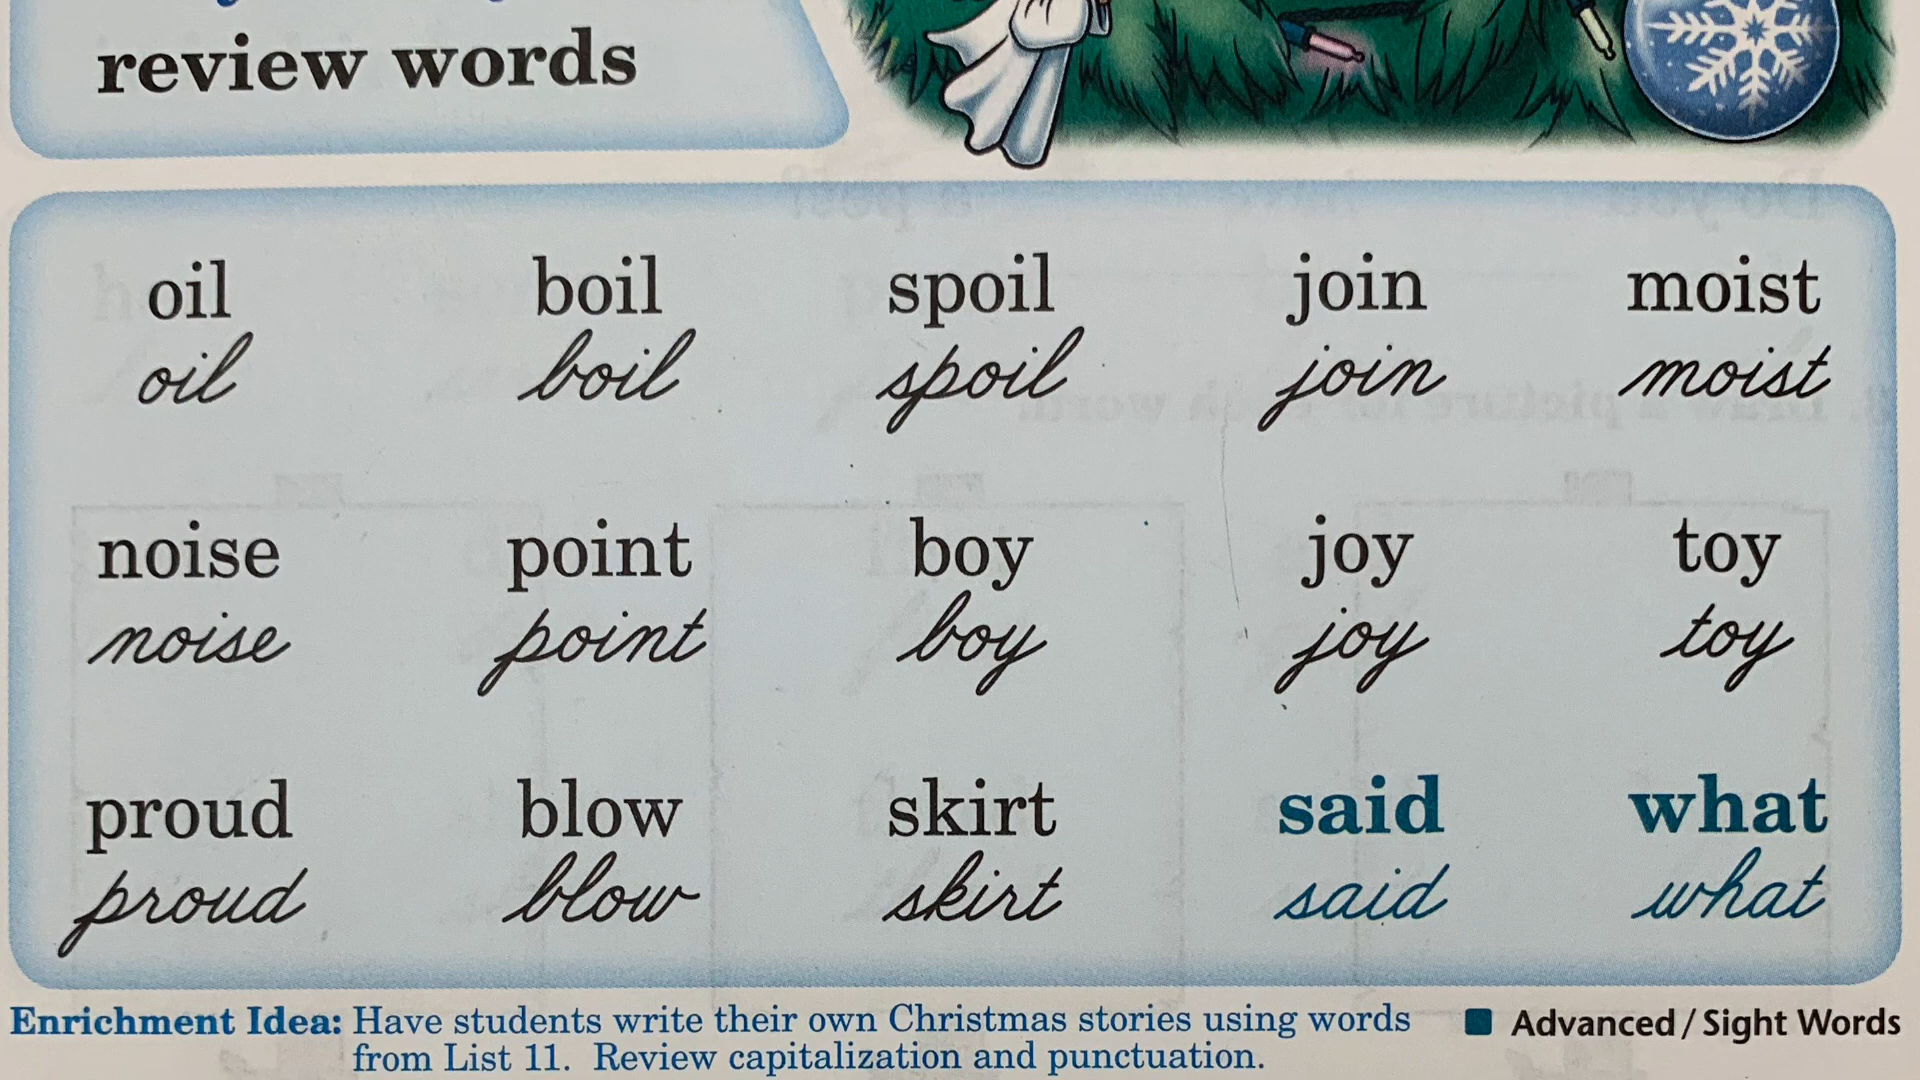 review words
oil boil spoil join moist
oil boil spoil join moist
noise point boy joy toy
noise point boy joy toy
proud blow skirt said what
proud blow skirt said what
Enrichment Idea: Have students write their own Christmas stories using words ■ Advanced / Sight Words
from List 11. Review capitalization and punctuation.